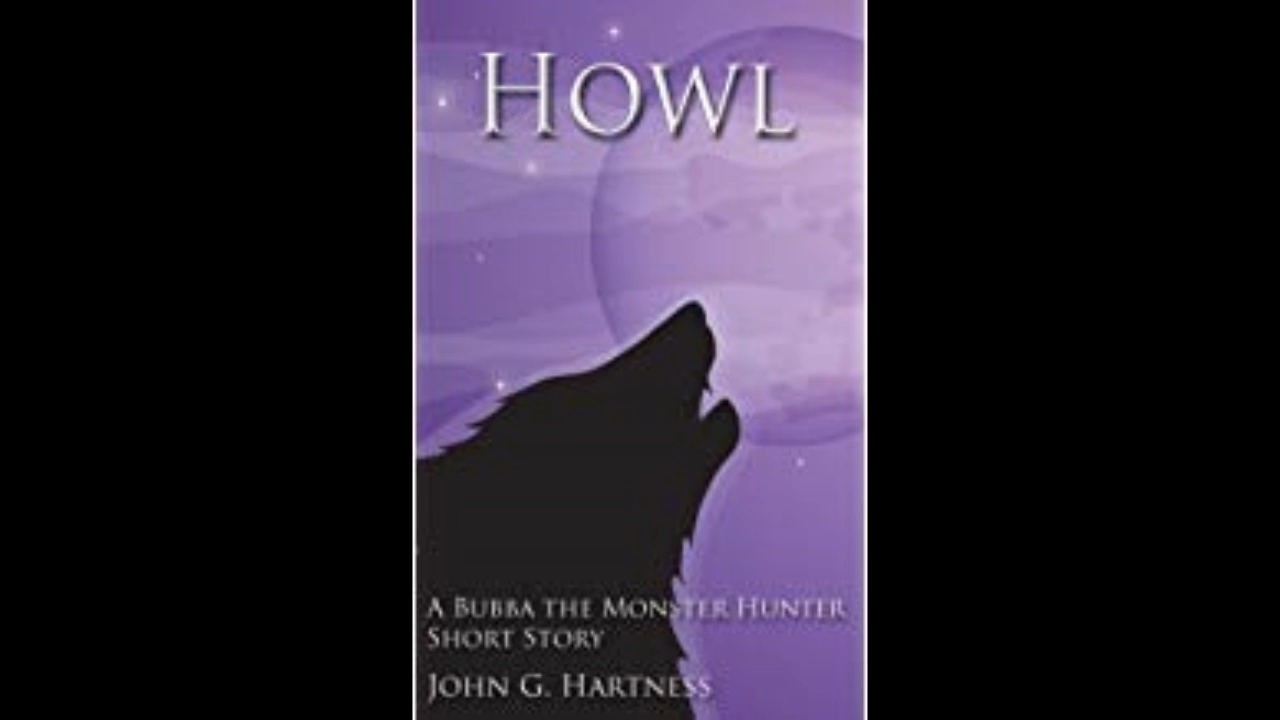 HOWL
A BUBBA THE MONSTER HUNTER
SHORT STORY
JOHN G. HARTNESS